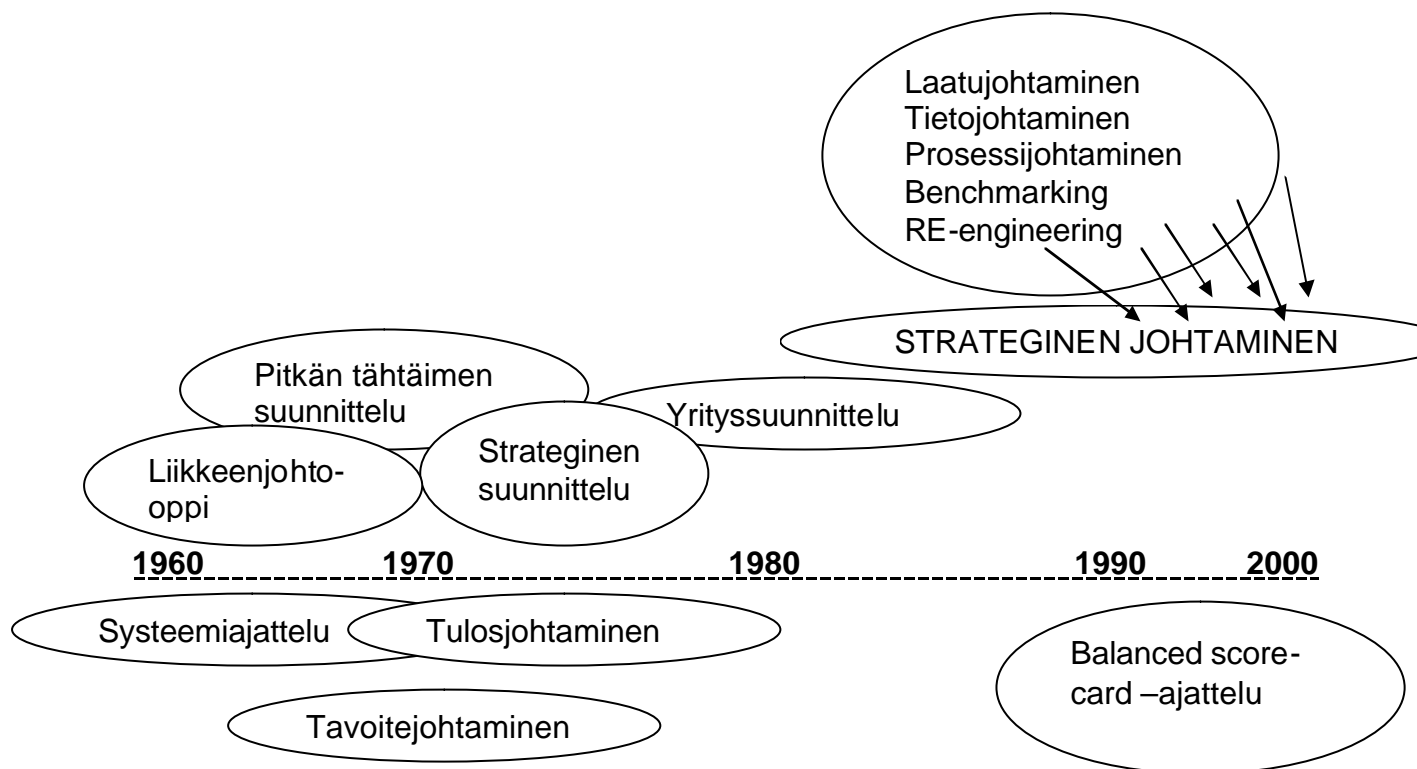 Laatujohtaminen
Tietojohtaminen
Prosessijohtaminen
Benchmarking
RE-engineering
STRATEGINEN JOHTAMINEN
Pitkän tähtäimen
suunnittelu
Yrityssuunnittelu
Strateginen
suunnittelu
Liikkeenjohto-
oppi
1960 1970 1980 1990 2000
Systeemiajattelu
Tulosjohtaminen
Balanced score-
card –ajattelu
Tavoitejohtaminen